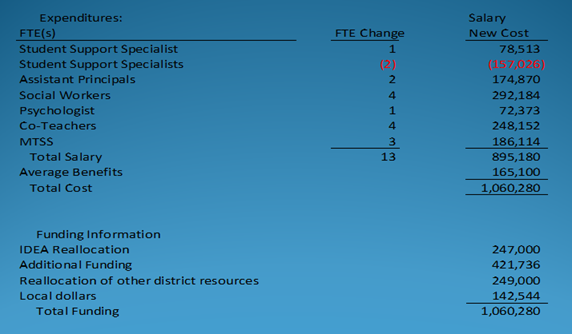 Expenditures: Salary
FTE(s) FTE Change New Cost
Student Support Specialist 1 78,513
Student Support Specialists (2) (157,026)
Assistant Principals 2 174,870
Social Workers 4 292,184
Psychologist 1 72,373
Co-Teachers 4 248,152
MTSS 3 186,114
Total Salary 13 895,180
Average Benefits 165,100
Total Cost 1,060,280
Funding Information
IDEA Reallocation 247,000
Additional Funding 421,736
Reallocation of other district resources 249,000
Local dollars 142,544
Total Funding 1,060,280